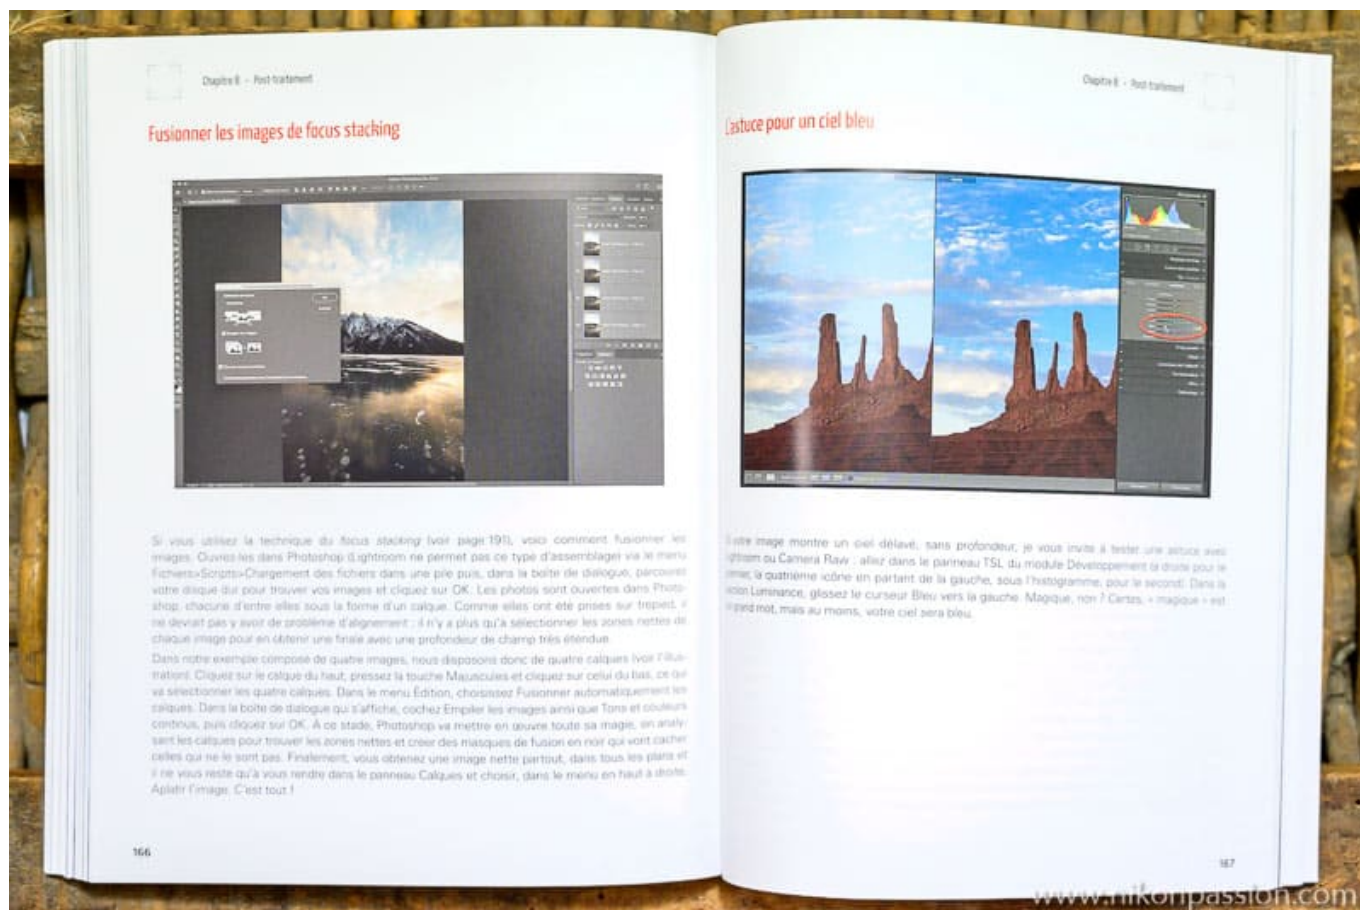 Chapitre 8 - Post-traitement
Fusionner les images de focus stacking
Si vous utilisez la technique du focus stacking (voir page 191), voici comment fusionner les
images. Ouvrez-les dans Photoshop (Lightroom ne permet pas ce type d'assemblage) via le menu
Fichiers>Scripts>Chargement des fichiers dans une pile puis, dans la boîte de dialogue, parcourez
votre disque dur pour trouver vos images et cliquez sur OK. Les photos sont ouvertes dans Photo-
shop, chacune d'entre elles sous la forme d'un calque. Comme elles ont été prises sur trépied, il
ne devrait pas y avoir de problème d'alignement : il n'y a plus qu'à sélectionner les zones nettes de
chaque image pour en obtenir une finale avec une profondeur de champ très étendue.
Dans notre exemple composé de quatre images, nous disposons donc de quatre calques (voir l'illus-
tration). Cliquez sur le calque du haut, pressez la touche Majuscules et cliquez sur celui du bas, ce qui
va sélectionner les quatre calques. Dans le menu Édition, choisissez Fusionner automatiquement les
calques. Dans la boîte de dialogue qui s'affiche, cochez Empiler les images ainsi que Tons et couleurs
continus, puis cliquez sur OK. À ce stade, Photoshop va mettre en œuvre toute sa magie, en analy-
sant les calques pour trouver les zones nettes et créer des masques de fusion en noir qui vont cacher
celles qui ne le sont pas. Finalement, vous obtenez une image nette partout, dans tous les plans et
il ne vous reste qu'à vous rendre dans le panneau Calques et choisir, dans le menu en haut à droite,
Aplatir l'image. C'est tout !
166
Chapitre 8 - Post-traitement
L'astuce pour un ciel bleu
votre image montre un ciel délavé, sans profondeur, je vous invite à tester une astuce avec
Lightroom ou Camera Raw : allez dans le panneau TSL du module Développement (à droite pour le
premier, la quatrième icône en partant de la gauche, sous l'histogramme, pour le second). Dans la
section Luminance, glissez le curseur Bleu vers la gauche. Magique, non ? Certes, « magique » est
un grand mot, mais au moins, votre ciel sera bleu.
167
www.nikonpassion.com